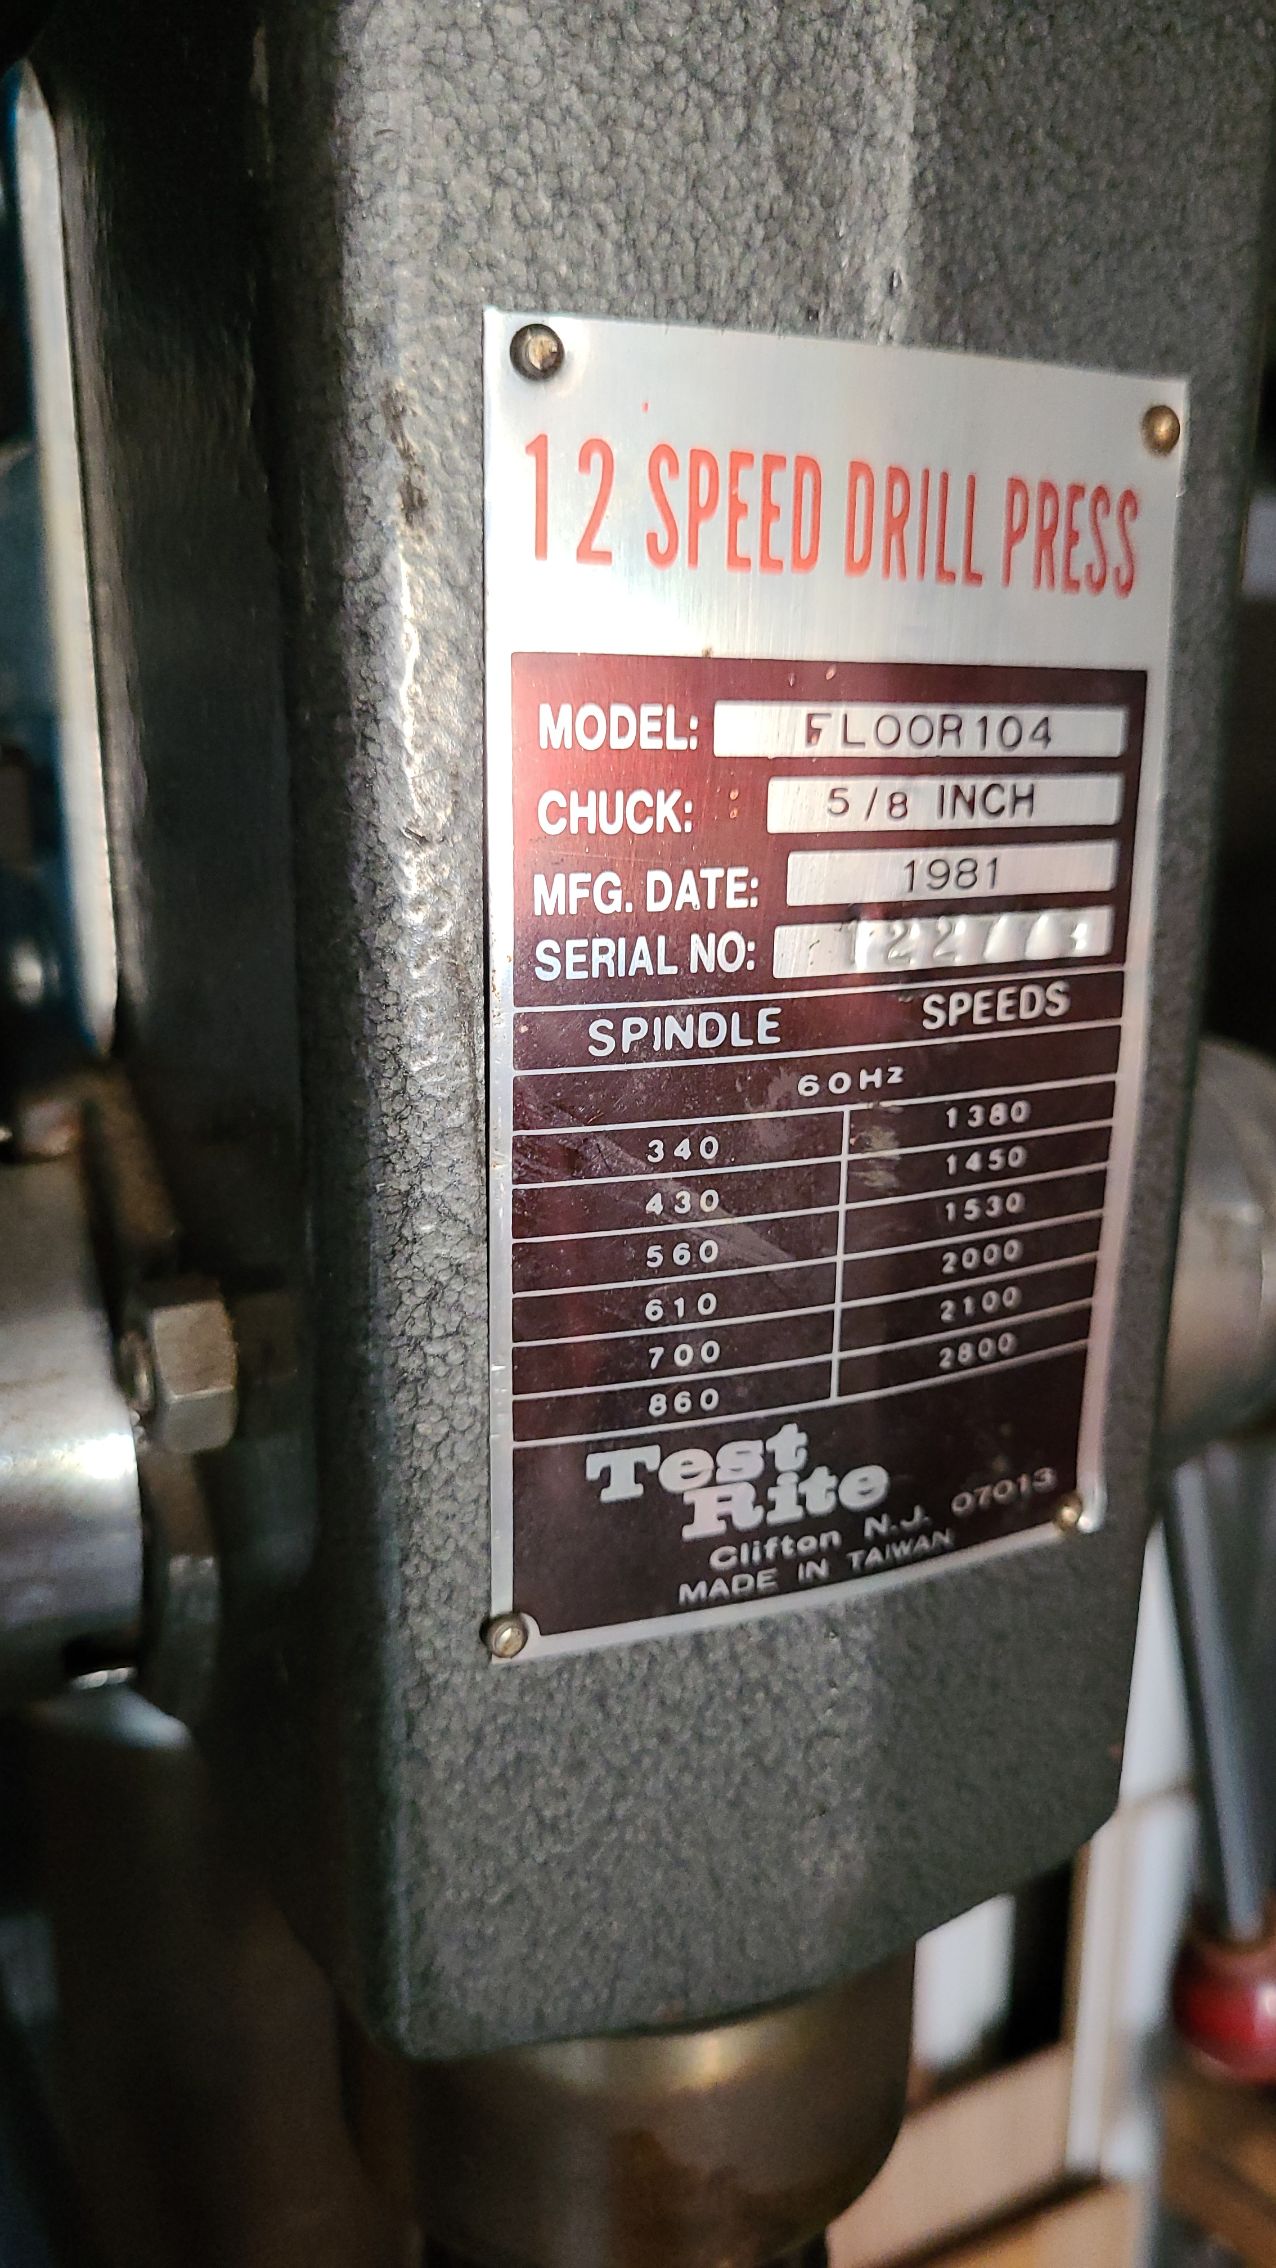 12 SPEED DRILL PRESS
MODEL: FLOOR104
CHUCK: 5/8 INCH
MFG. DATE: 1981
SERIAL NO:
SPINDLE SPEEDS
60Hz
340 1380
430 1450
560 1530
610 2000
700 2100
860 2800
Test
Rite
Clifton N.J. 07013
MADE IN TAIWAN